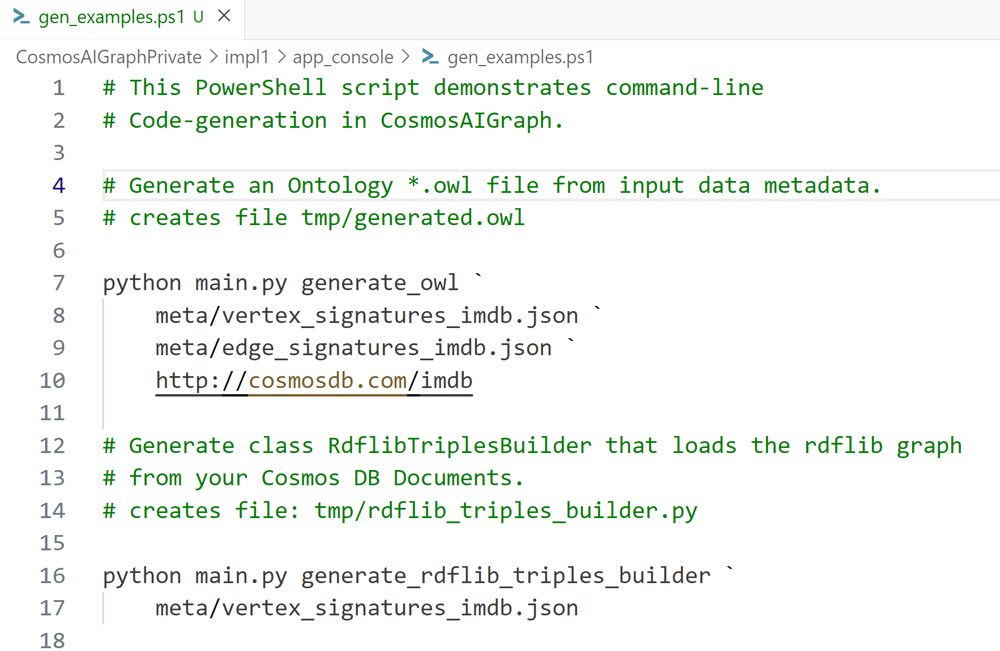 gen_examples.ps1 U
CosmosAIGraphPrivate > impl1 > app_console > gen_examples.ps1
1 # This PowerShell script demonstrates command-line
2 # Code-generation in CosmosAIGraph.
3
4 # Generate an Ontology *.owl file from input data metadata.
5 # creates file tmp/generated.owl
6
7 python main.py generate_owl `
8 meta/vertex_signatures_imdb.json `
9 meta/edge_signatures_imdb.json `
10 http://cosmosdb.com/imdb
11
12 # Generate class RdflibTriplesBuilder that loads the rdflib graph
13 # from your Cosmos DB Documents.
14 # creates file: tmp/rdflib_triples_builder.py
15
16 python main.py generate_rdflib_triples_builder `
17 meta/vertex_signatures_imdb.json
18